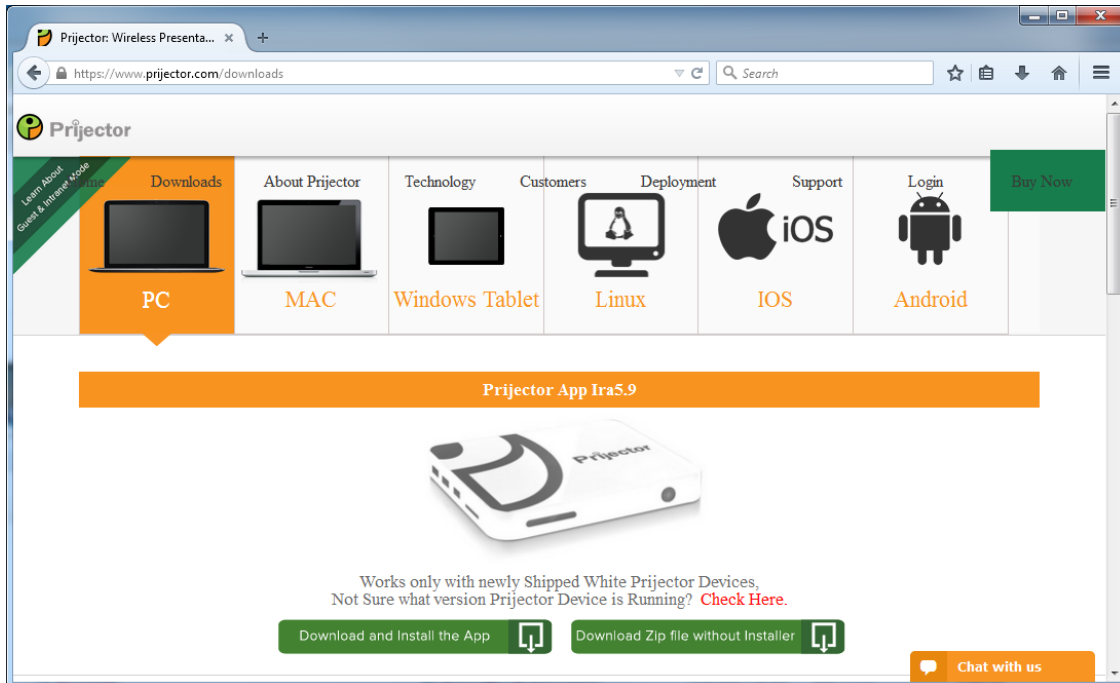 Prijector: Wireless Presenta...
https://www.prijector.com/downloads
Search
Prijector
Learn About
Guest & Intranet Mode
Downloads About Prijector Technology Customers Deployment Support Login Buy Now
iOS
PC MAC Windows Tablet Linux IOS Android
Prijector App Ira5.9
Prijector
Works only with newly Shipped White Prijector Devices,
Not Sure what version Prijector Device is Running? Check Here.
Download and Install the App Download Zip file without Installer
Chat with us